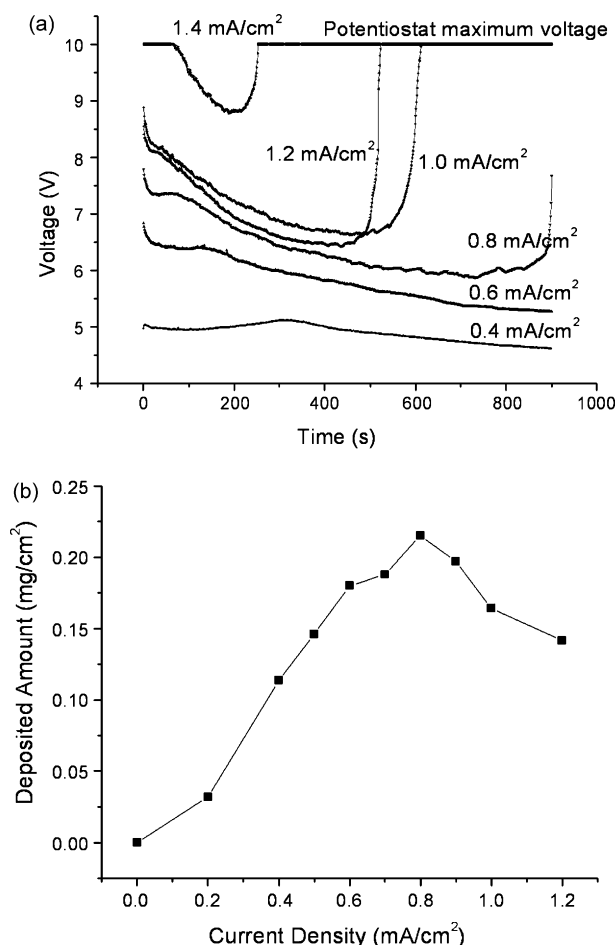 (a)
1.4 mA/cm²
Potentiostat maximum voltage
10
9
8
7
6
5
4
Voltage (V)
1.2 mA/cm²
1.0 mA/cm²
0.8 mA/cm²
0.6 mA/cm²
0.4 mA/cm²
0
200
400
600
800
1000
Time (s)
(b)
0.25
0.20
0.15
0.10
0.05
0.00
Deposited Amount (mg/cm²)
0.0
0.2
0.4
0.6
0.8
1.0
1.2
Current Density (mA/cm²)